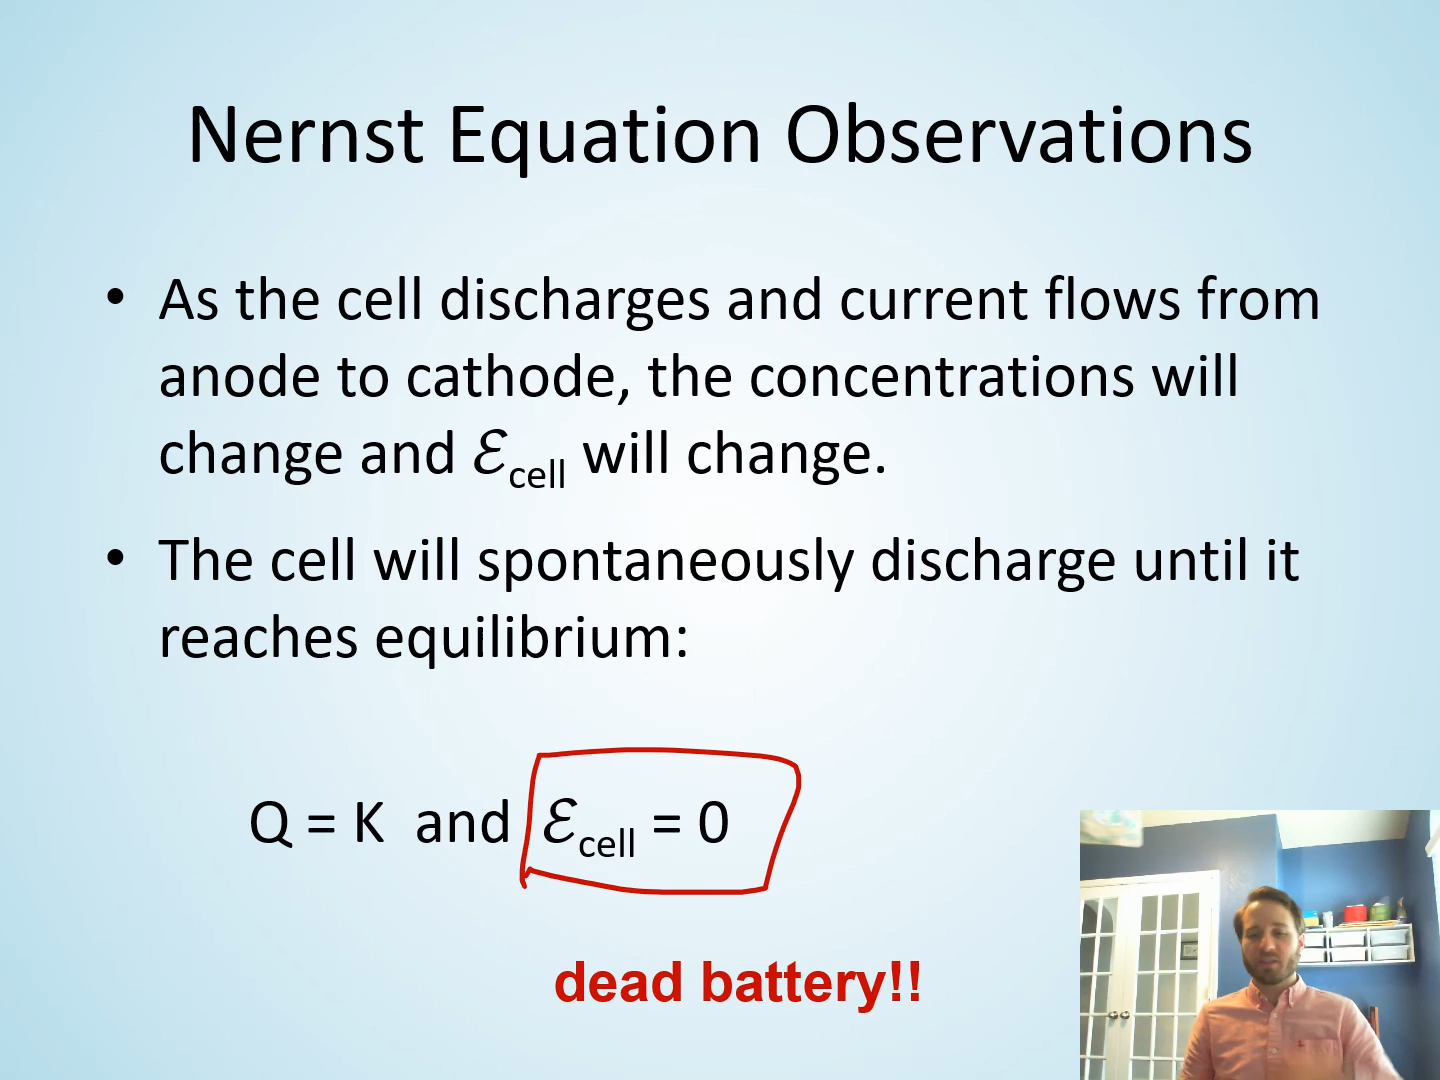 Nernst Equation Observations
• As the cell discharges and current flows from
anode to cathode, the concentrations will
change and ℰcell will change.
• The cell will spontaneously discharge until it
reaches equilibrium:
Q = K and ℰcell = 0
dead battery!!